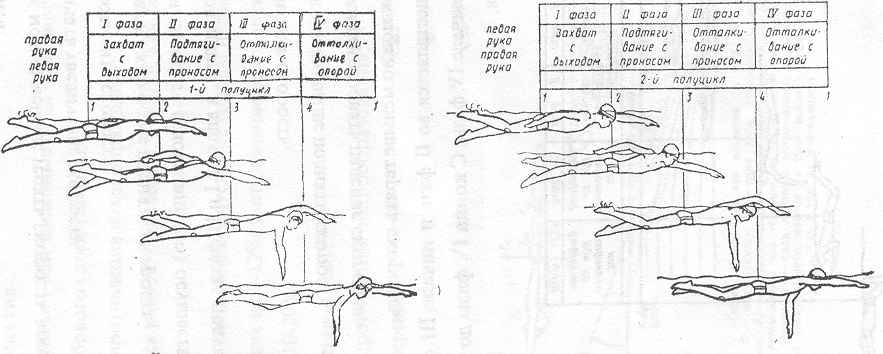 I фаза II фаза III фаза IV фаза
правая рука левая рука
Захват с выходом
Подтягивание с проносом
Отталкивание с проносом
Отталкивание с опорой
1-й полуцикл
1 2 3 4 1
I фаза II фаза III фаза IV фаза
левая рука правая рука
Захват с выходом
Подтягивание с проносом
Отталкивание с проносом
Отталкивание с опорой
2-й полуцикл
1 2 3 4 1